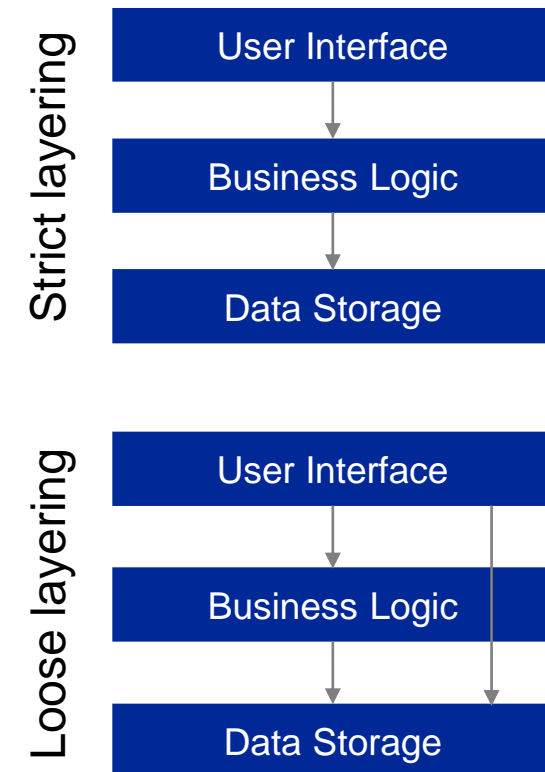 Strict layering
User Interface
Business Logic
Data Storage
Loose layering
User Interface
Business Logic
Data Storage